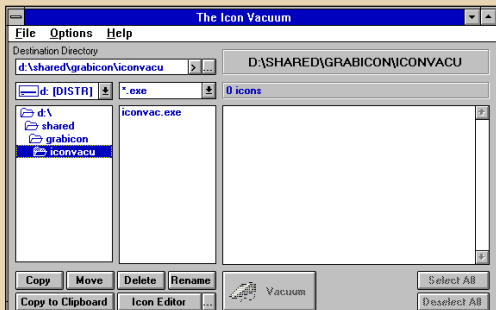 The Icon Vacuum
File Options Help
Destination Directory
d:\shared\grabicon\iconvacu > ...
D:\SHARED\GRABICON\ICONVACU
d: [DISTR] *.exe 0 icons
d:\ iconvac.exe
shared
grabicon
iconvacu
Copy Move Delete Rename Vacuum Select All
Copy to Clipboard Icon Editor ... Deselect All